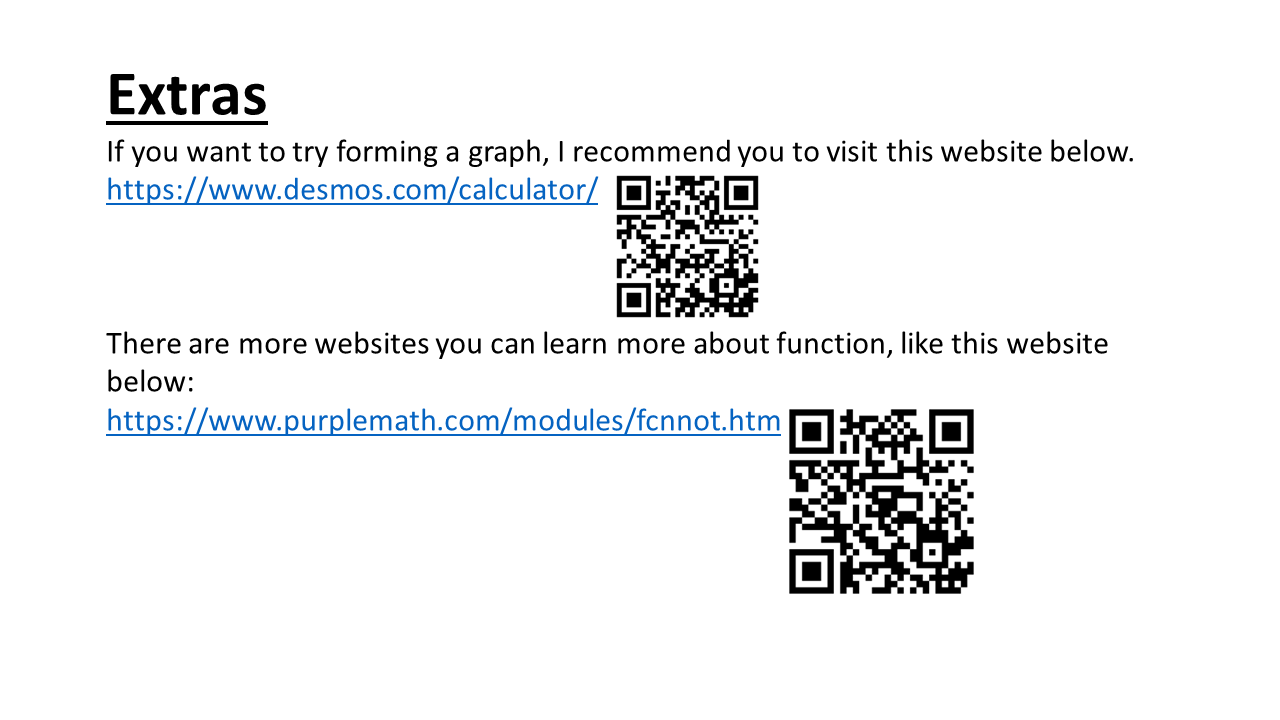 Extras
If you want to try forming a graph, I recommend you to visit this website below.
https://www.desmos.com/calculator/
There are more websites you can learn more about function, like this website
below:
https://www.purplemath.com/modules/fcnnot.htm